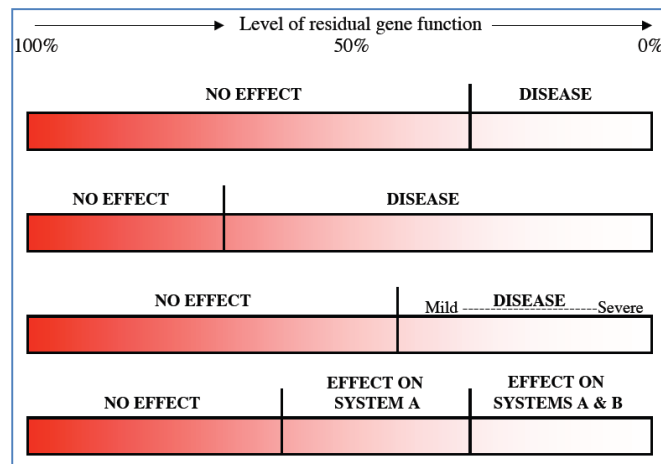 Level of residual gene function
100% 50% 0%
NO EFFECT DISEASE
NO EFFECT DISEASE
NO EFFECT DISEASE
Mild -----------------------Severe
EFFECT ON EFFECT ON
NO EFFECT SYSTEM A SYSTEMS A & B